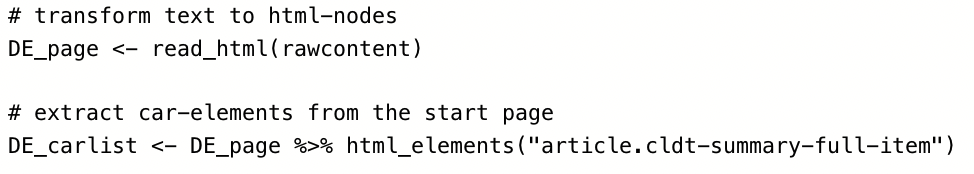 # transform text to html-nodes
DE_page <- read_html(rawcontent)
# extract car-elements from the start page
DE_carlist <- DE_page %>% html_elements("article.cldt-summary-full-item")